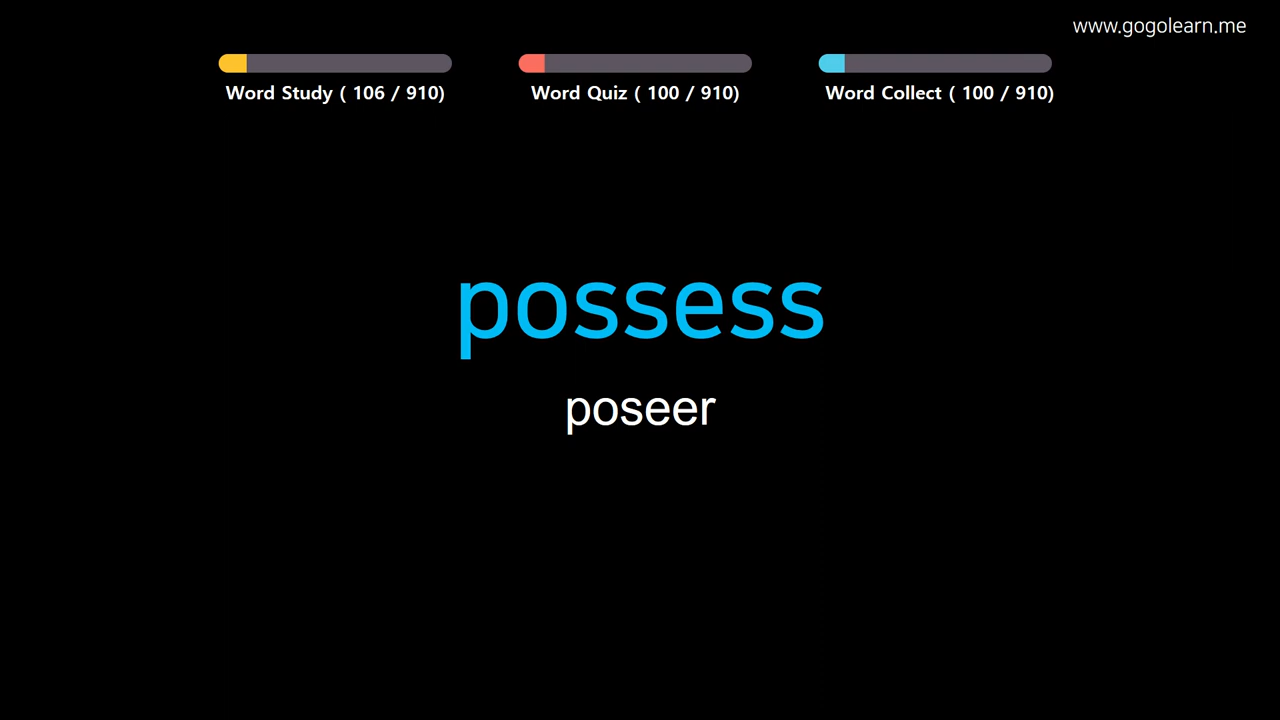 www.gogolearn.me
Word Study ( 106 / 910)
Word Quiz ( 100 / 910)
Word Collect ( 100 / 910)
possess
poseer